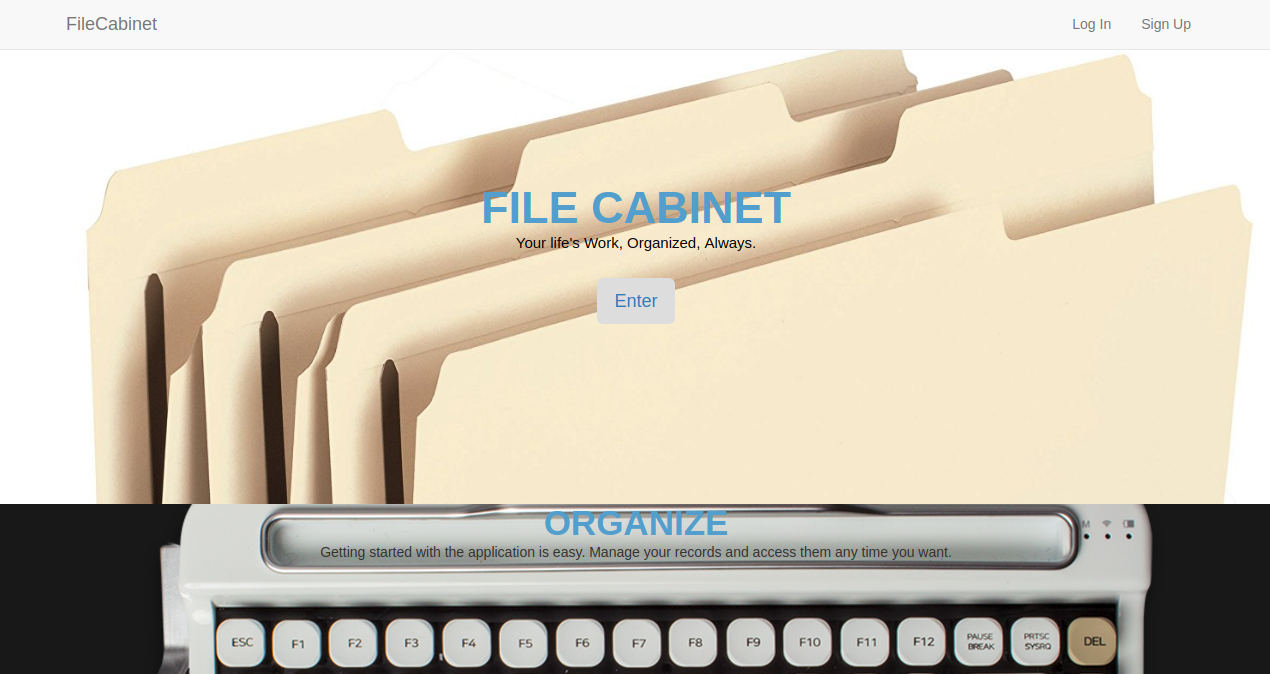 FileCabinet
Log In
Sign Up
FILE CABINET
Your life's Work, Organized, Always.
Enter
ORGANIZE
Getting started with the application is easy. Manage your records and access them any time you want.
M
ESC F1 F2 F3 F4 F5 F6 F7 F8 F9 F10 F11 F12 PAUSE BREAK PRTSC SYSRQ DEL